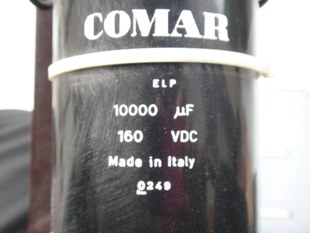 COMAR
ELP
10000 µF
160 VDC
Made in Italy
0249